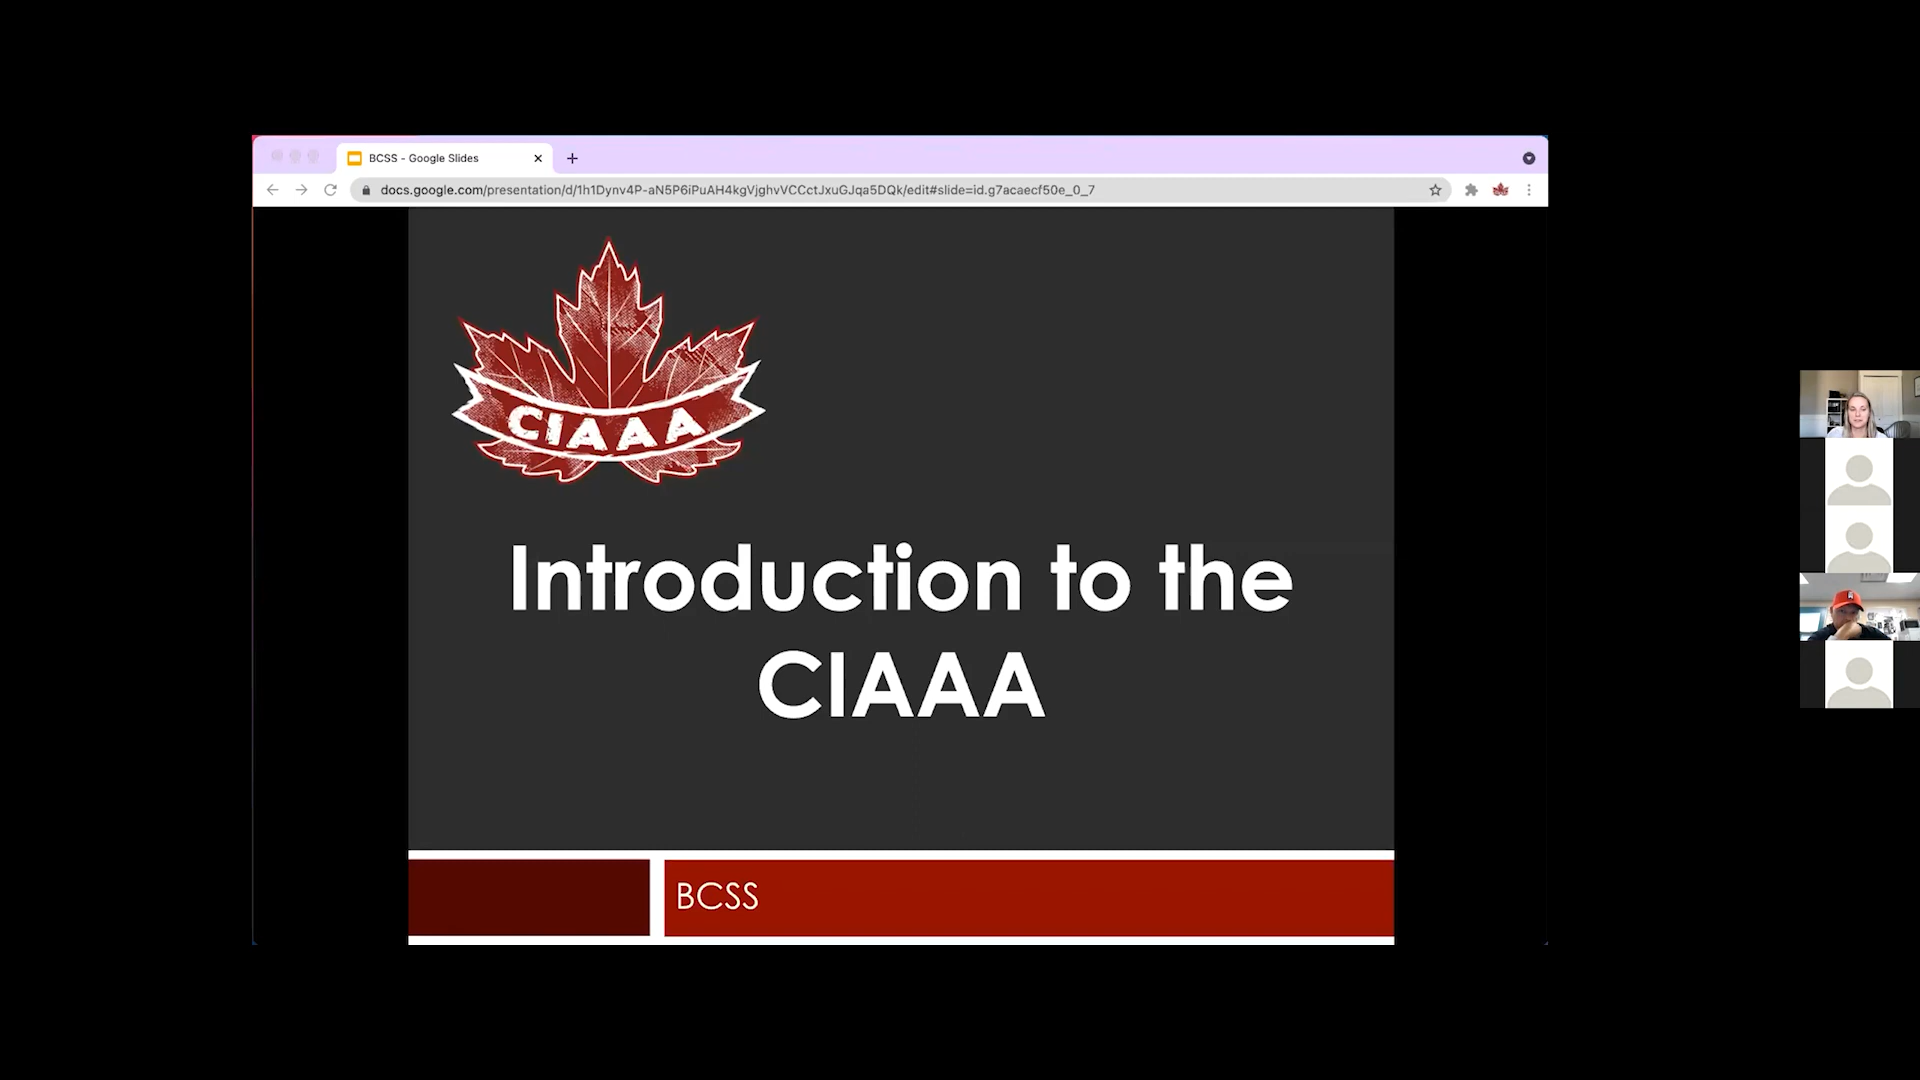 BCSS - Google Slides
docs.google.com/presentation/d/1h1Dynv4P-aN5P6iPuAH4kgVjghvVCCctJxuGJqa5DQk/edit#slide=id.g7acaecf50e_0_7
CIAAA
Introduction to the
CIAAA
BCSS